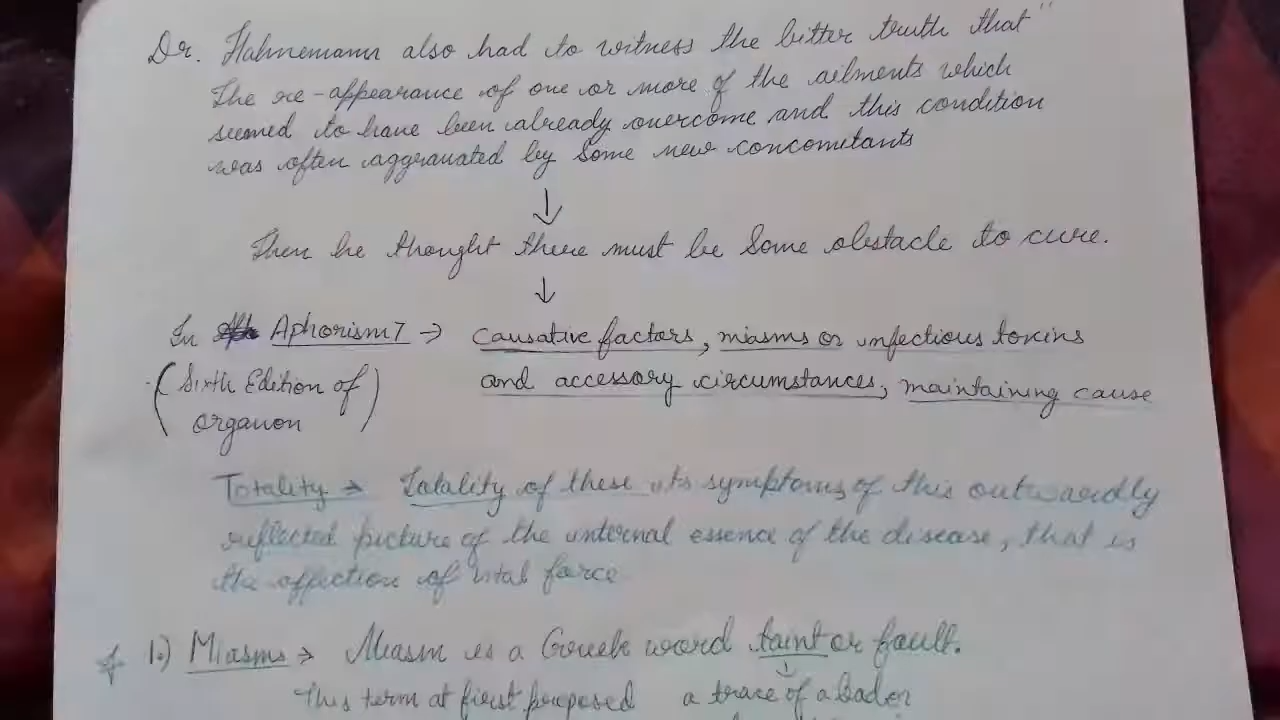 Dr. Hahnemann also had to witness the bitter truth that "
The re-appearance of one or more of the ailments which
seemed to have been already overcome and this condition
was often aggravated by some new concomitants
↓
Then he thought there must be some obstacle to cure.
↓
In Aphorism 7 → causative factors, miasms or infectious toxins
(Sixth Edition of organon) and accessory circumstances, maintaining cause
Totality → Totality of these its symptoms of this outwardly
reflected picture of the internal essence of the disease, that is
the affection of vital force
1.) Miasms → Miasm is a Greek word taint or fault.
↓
This term at first proposed a trace of a bad or